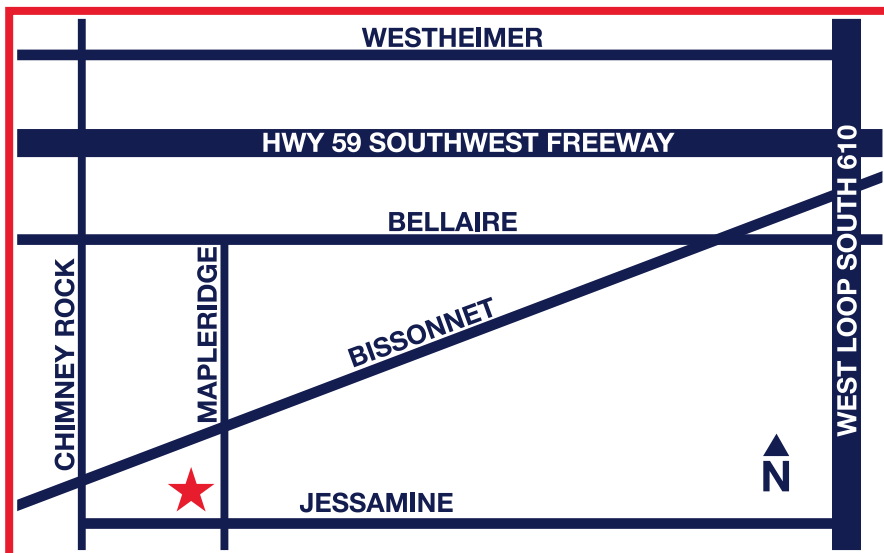 WESTHEIMER
HWY 59 SOUTHWEST FREEWAY
WEST LOOP SOUTH 610
BELLAIRE
CHIMNEY ROCK
MAPLERIDGE
BISSONNET
N
JESSAMINE